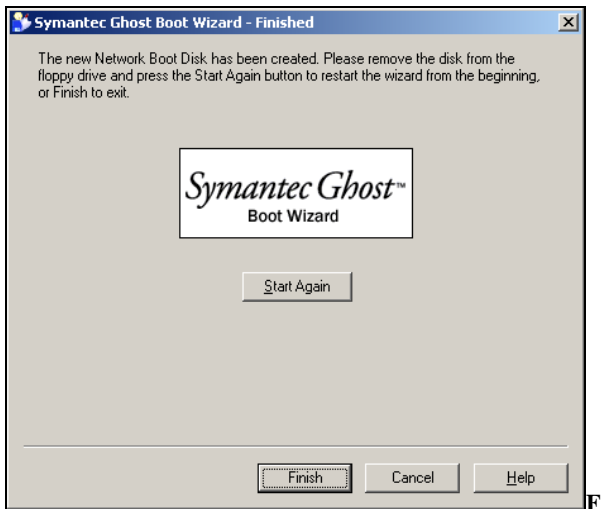 Symantec Ghost Boot Wizard - Finished
The new Network Boot Disk has been created. Please remove the disk from the
floppy drive and press the Start Again button to restart the wizard from the beginning,
or Finish to exit.
Symantec Ghost™
Boot Wizard
Start Again
Finish Cancel Help
F